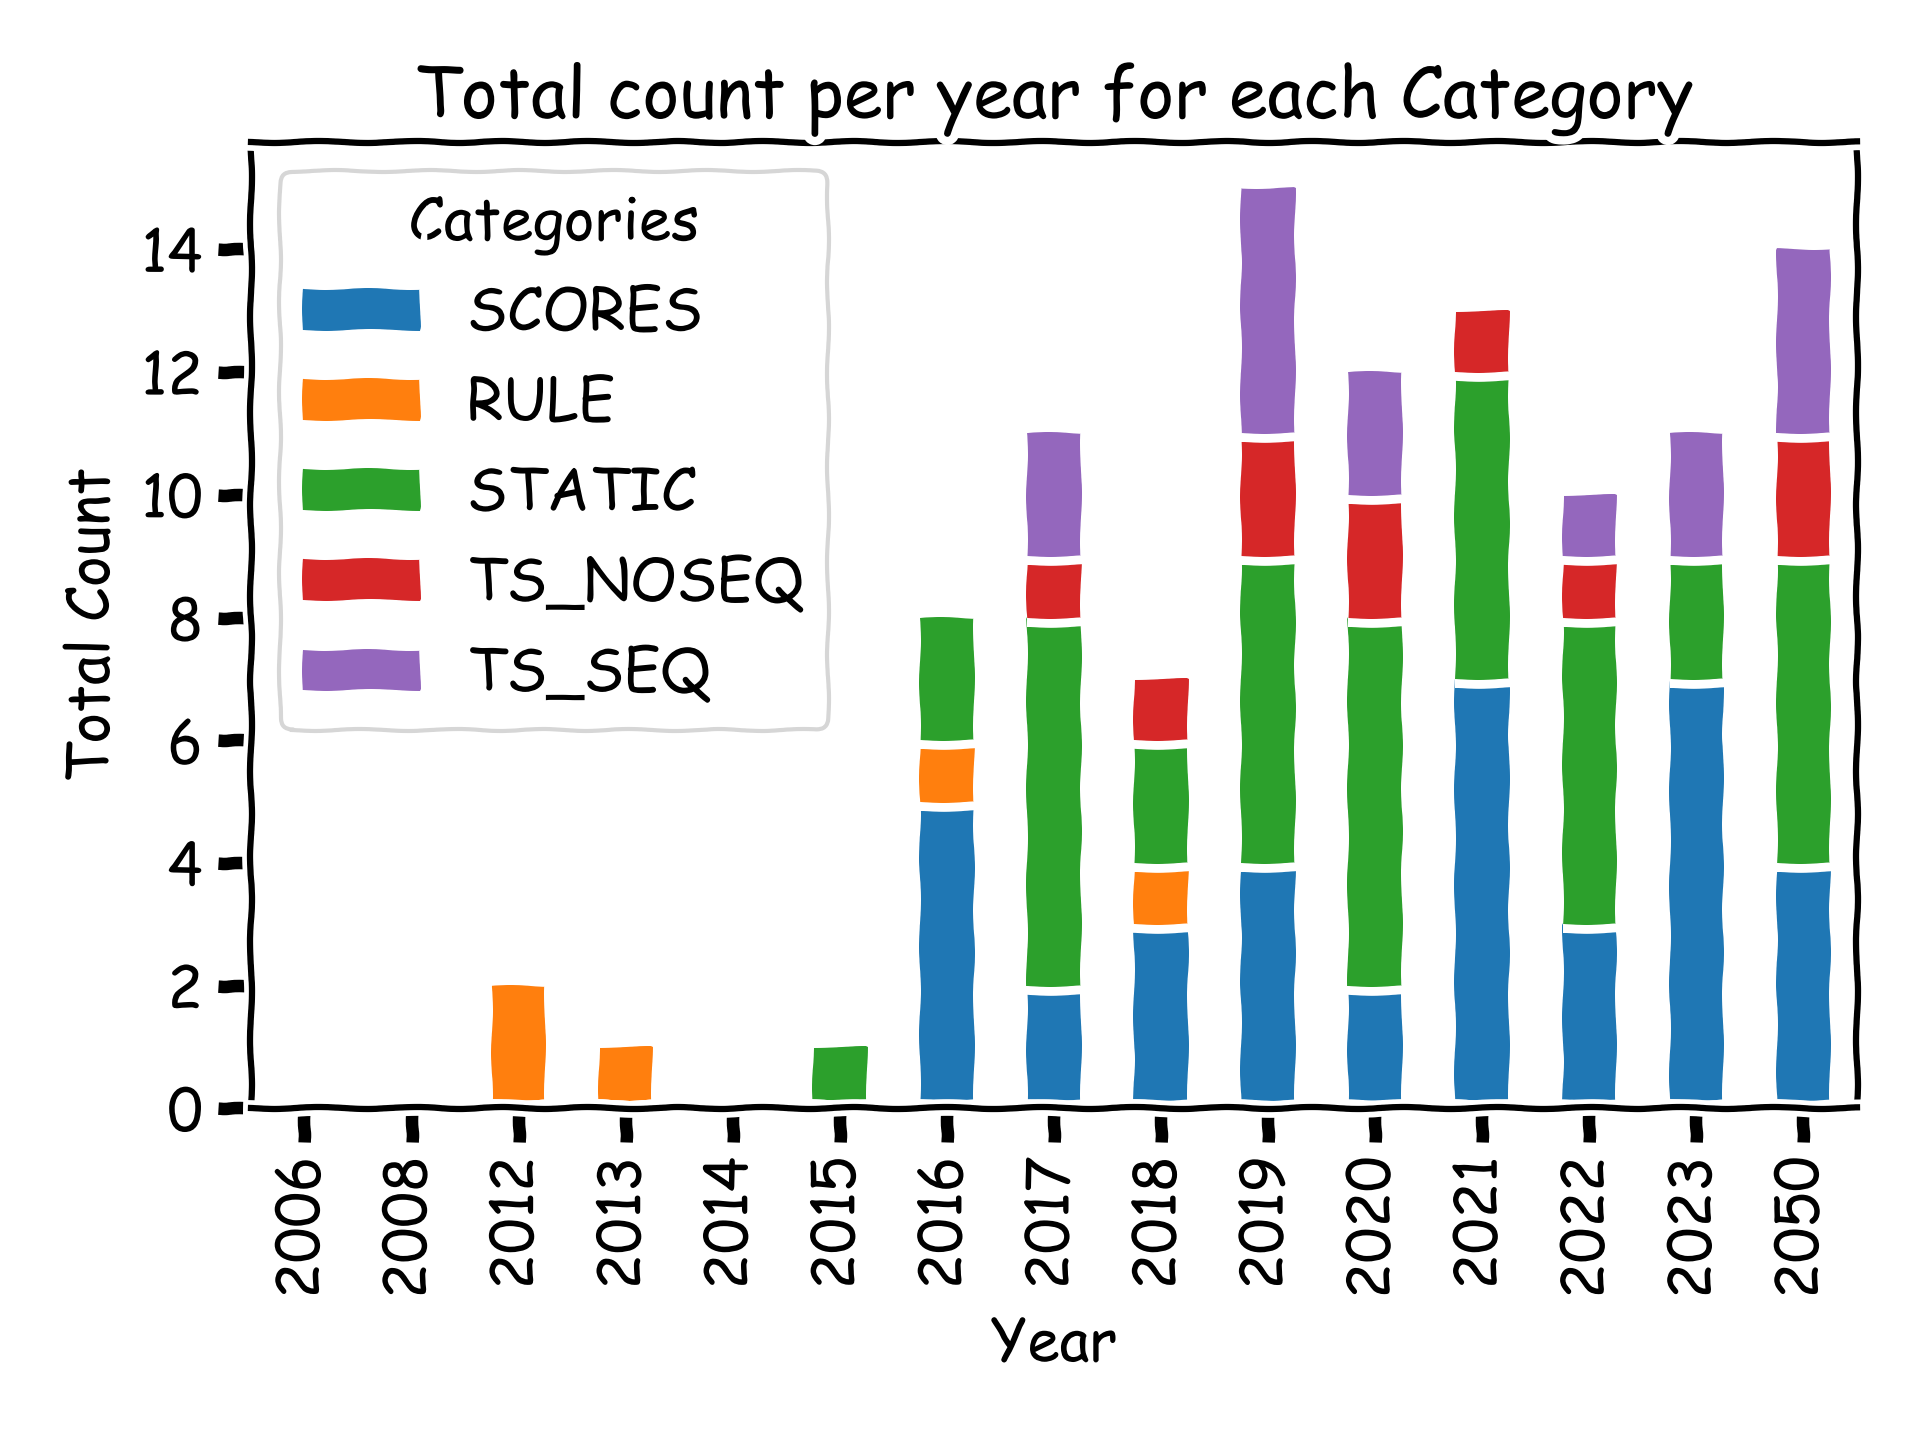 Total count per year for each Category
Categories
SCORES
RULE
STATIC
TS_NOSEQ
TS_SEQ
Total Count
14
12
10
8
6
4
2
0
2006
2008
2012
2013
2014
2015
2016
2017
2018
2019
2020
2021
2022
2023
2050
Year